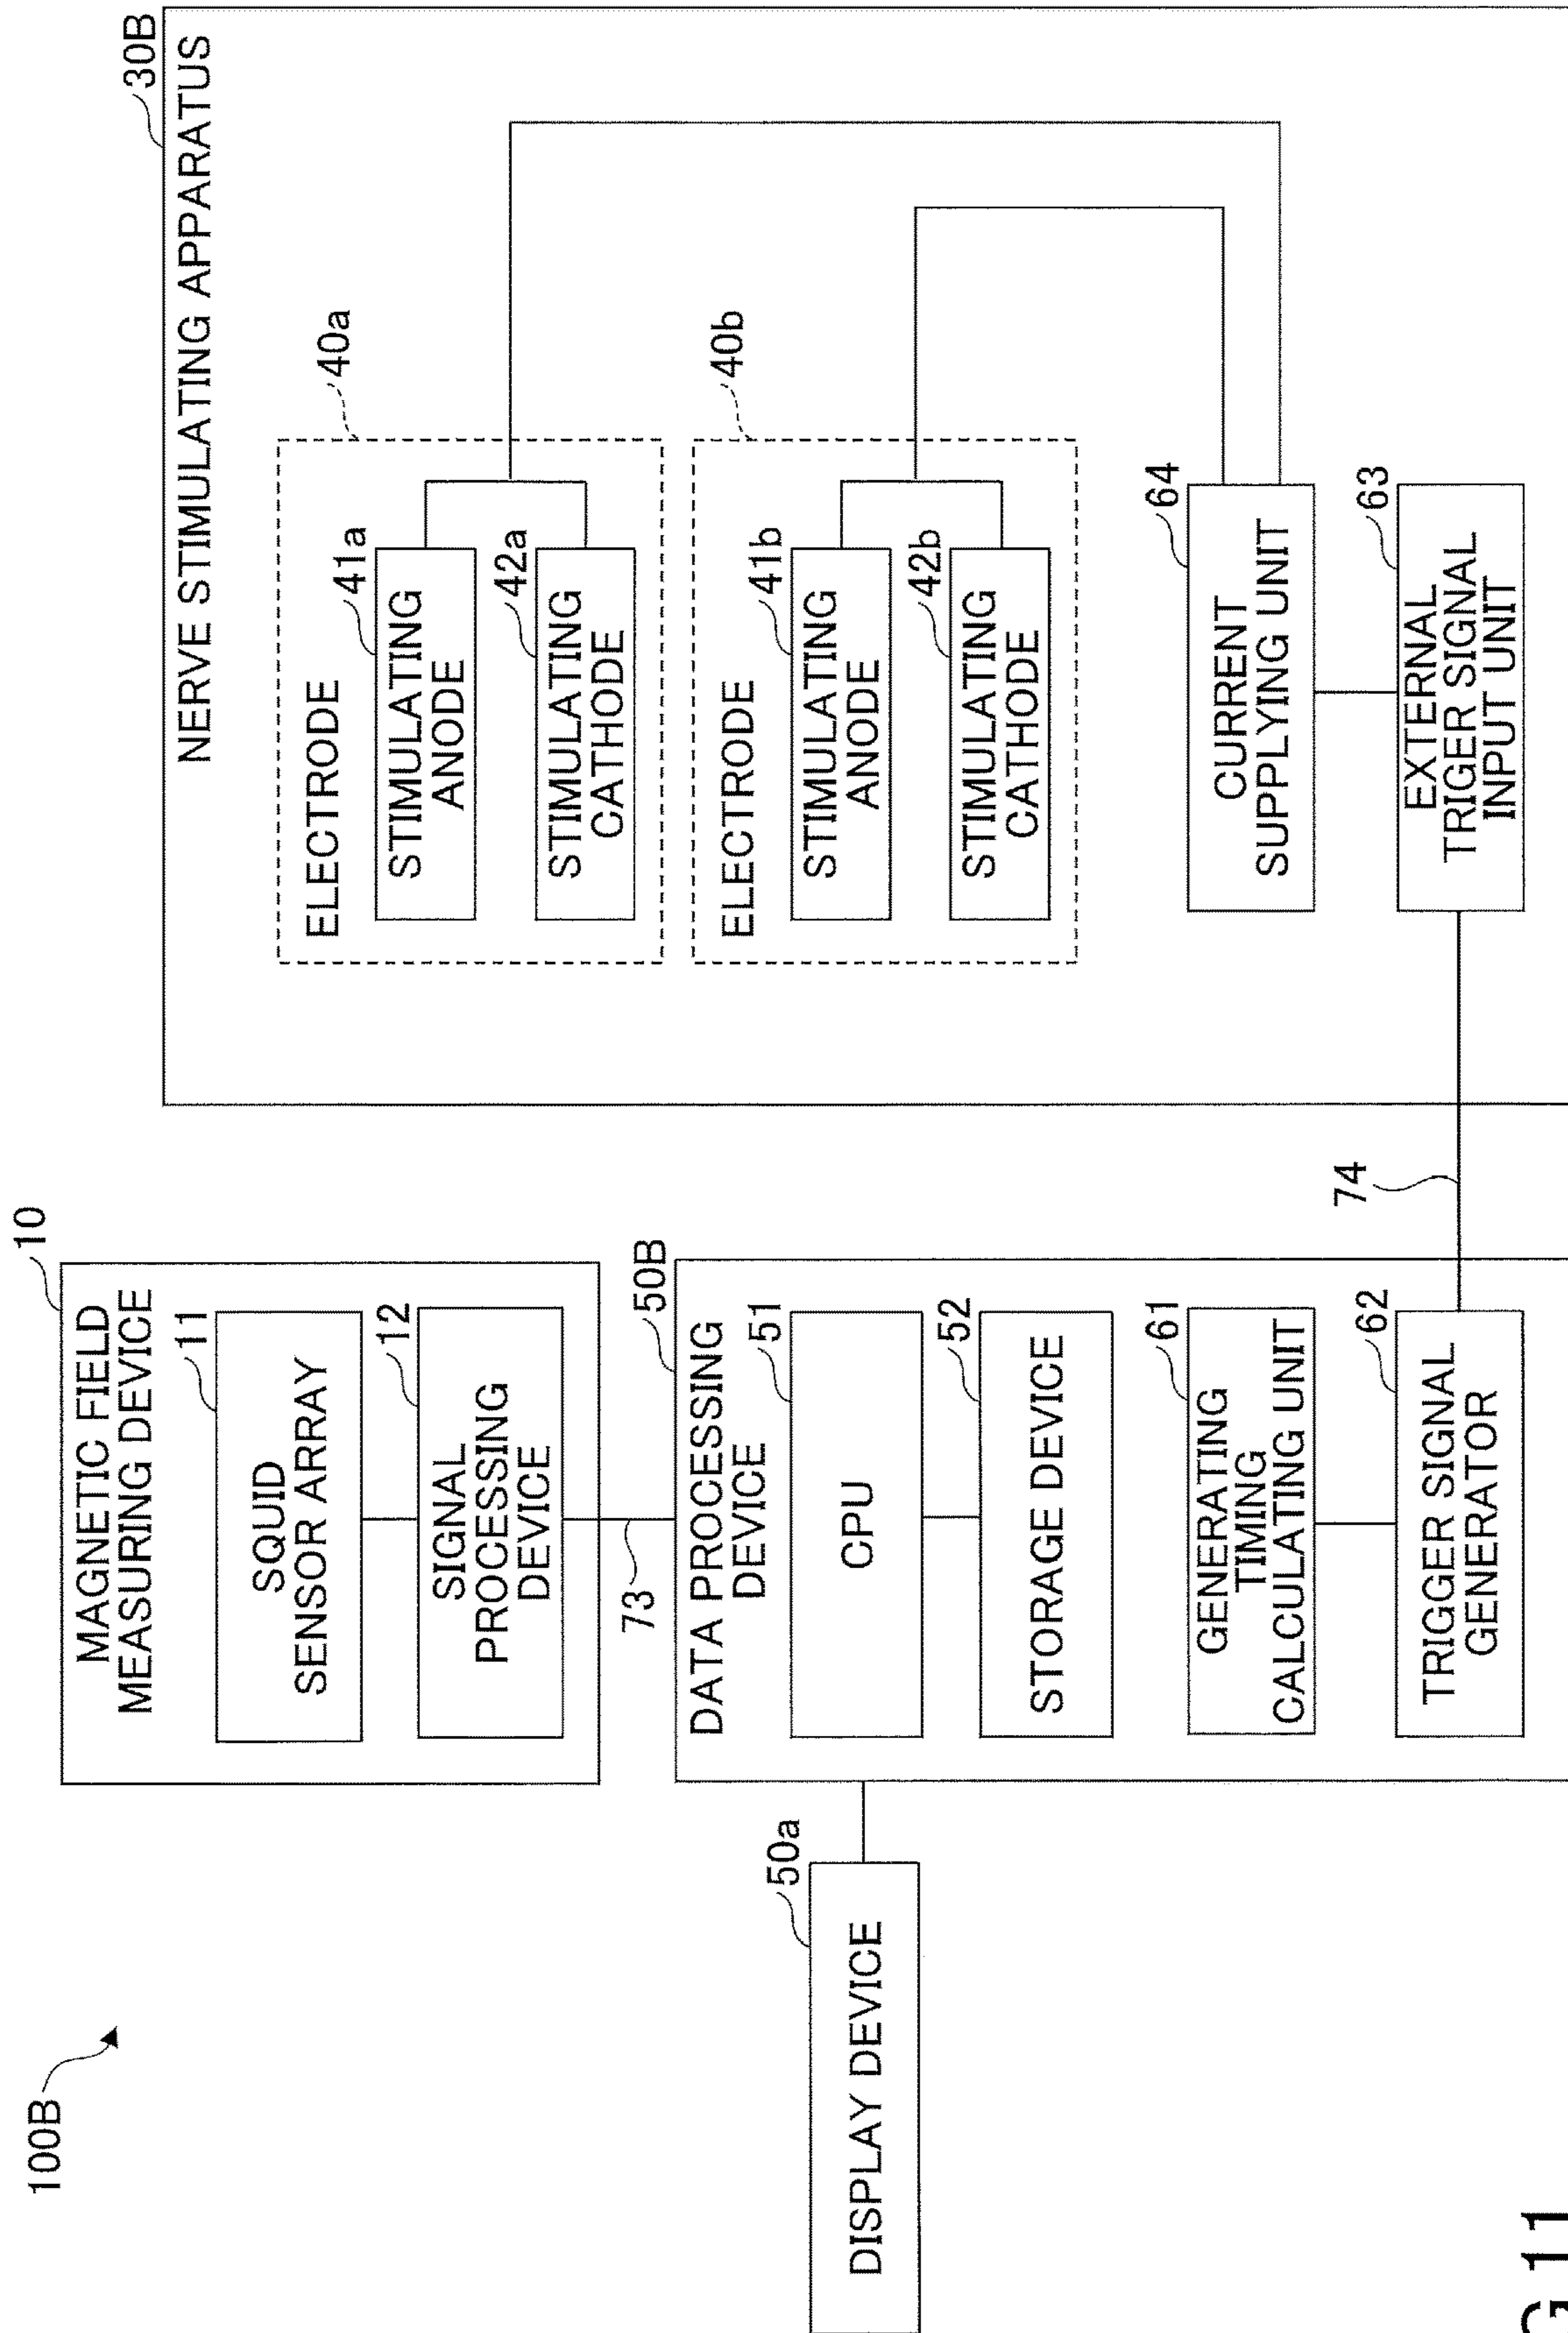 100B
10
MAGNETIC FIELD
MEASURING DEVICE
11
SQUID
SENSOR ARRAY
12
SIGNAL
PROCESSING
DEVICE
73
50a
DISPLAY DEVICE
50B
DATA PROCESSING
DEVICE
51
CPU
52
STORAGE DEVICE
61
GENERATING
TIMING
CALCULATING UNIT
62
TRIGGER SIGNAL
GENERATOR
74
30B
NERVE STIMULATING APPARATUS
40a
ELECTRODE
41a
STIMULATING
ANODE
42a
STIMULATING
CATHODE
40b
ELECTRODE
41b
STIMULATING
ANODE
42b
STIMULATING
CATHODE
64
CURRENT
SUPPLYING UNIT
63
EXTERNAL
TRIGER SIGNAL
INPUT UNIT
G.11